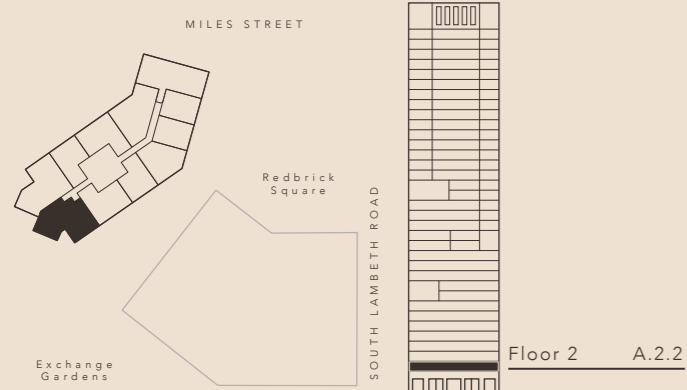 MILES STREET
Redbrick
Square
SOUTH LAMBETH ROAD
Floor 2 A.2.2
Exchange
Gardens